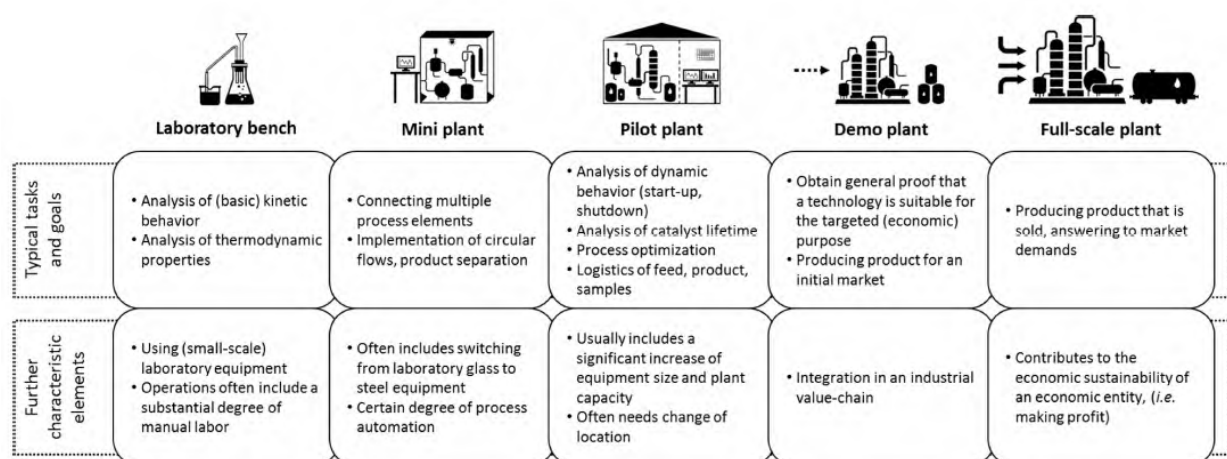 Laboratory bench
Mini plant
Pilot plant
Demo plant
Full-scale plant
Typical tasks
and goals
• Analysis of (basic) kinetic
behavior
• Analysis of thermodynamic
properties
• Connecting multiple
process elements
• Implementation of circular
flows, product separation
• Analysis of dynamic
behavior (start-up,
shutdown)
• Analysis of catalyst lifetime
• Process optimization
• Logistics of feed, product,
samples
• Obtain general proof that
a technology is suitable for
the targeted (economic)
purpose
• Producing product for an
initial market
• Producing product that is
sold, answering to market
demands
Further
characteristic
elements
• Using (small-scale)
laboratory equipment
• Operations often include a
substantial degree of
manual labor
• Often includes switching
from laboratory glass to
steel equipment
• Certain degree of process
automation
• Usually includes a
significant increase of
equipment size and plant
capacity
• Often needs change of
location
• Integration in an industrial
value-chain
• Contributes to the
economic sustainability of
an economic entity, (i.e.
making profit)